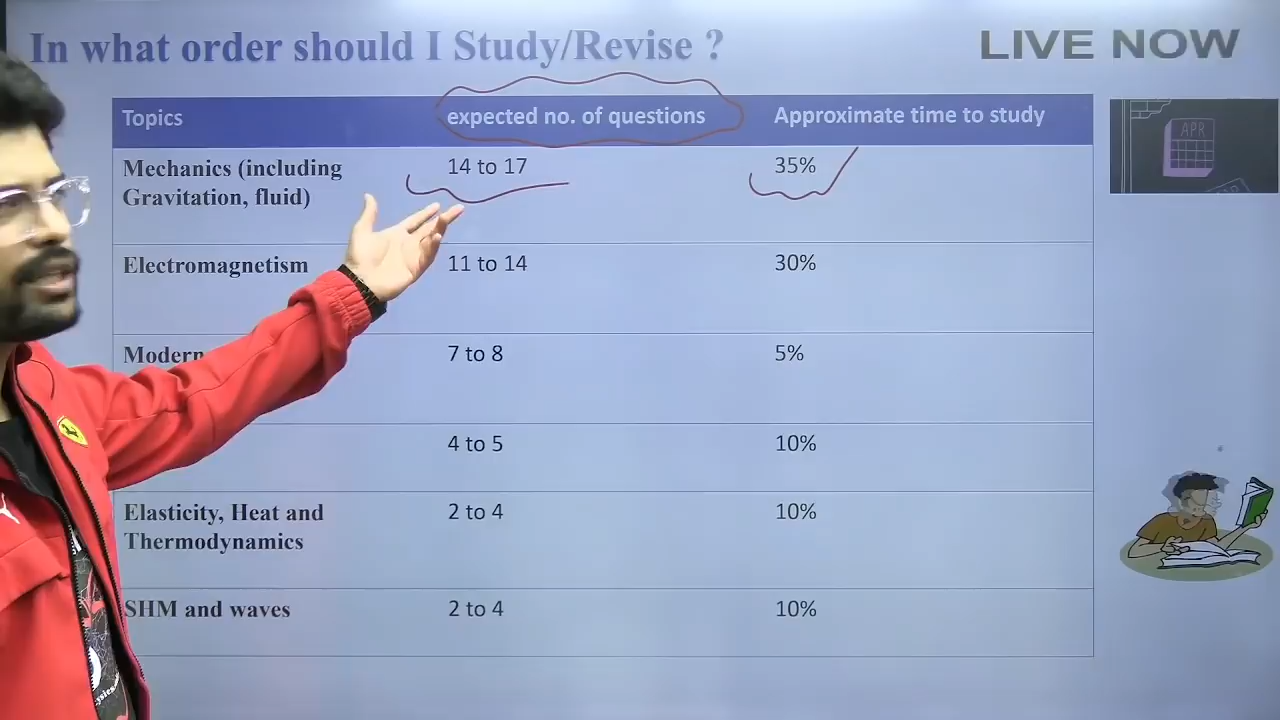 In what order should I Study/Revise ?
LIVE NOW
Topics expected no. of questions Approximate time to study
APR
Mechanics (including 14 to 17 35%
Gravitation, fluid)
Electromagnetism 11 to 14 30%
Modern 7 to 8 5%
4 to 5 10%
Elasticity, Heat and 2 to 4 10%
Thermodynamics
SHM and waves 2 to 4 10%